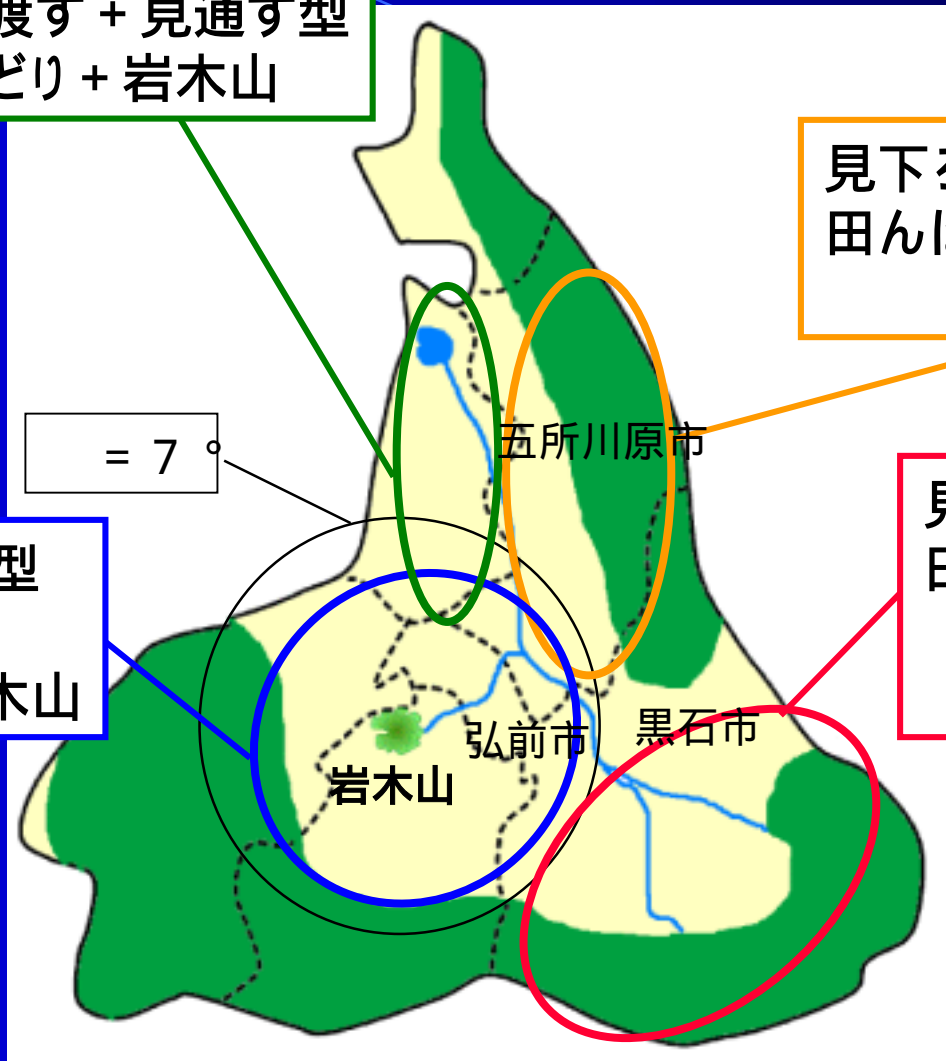 渡す + 見通す型
どり + 岩木山
見下
田ん
= 7 °
五所川原市
型
木山
弘前市
黒石市
岩木山
見
田